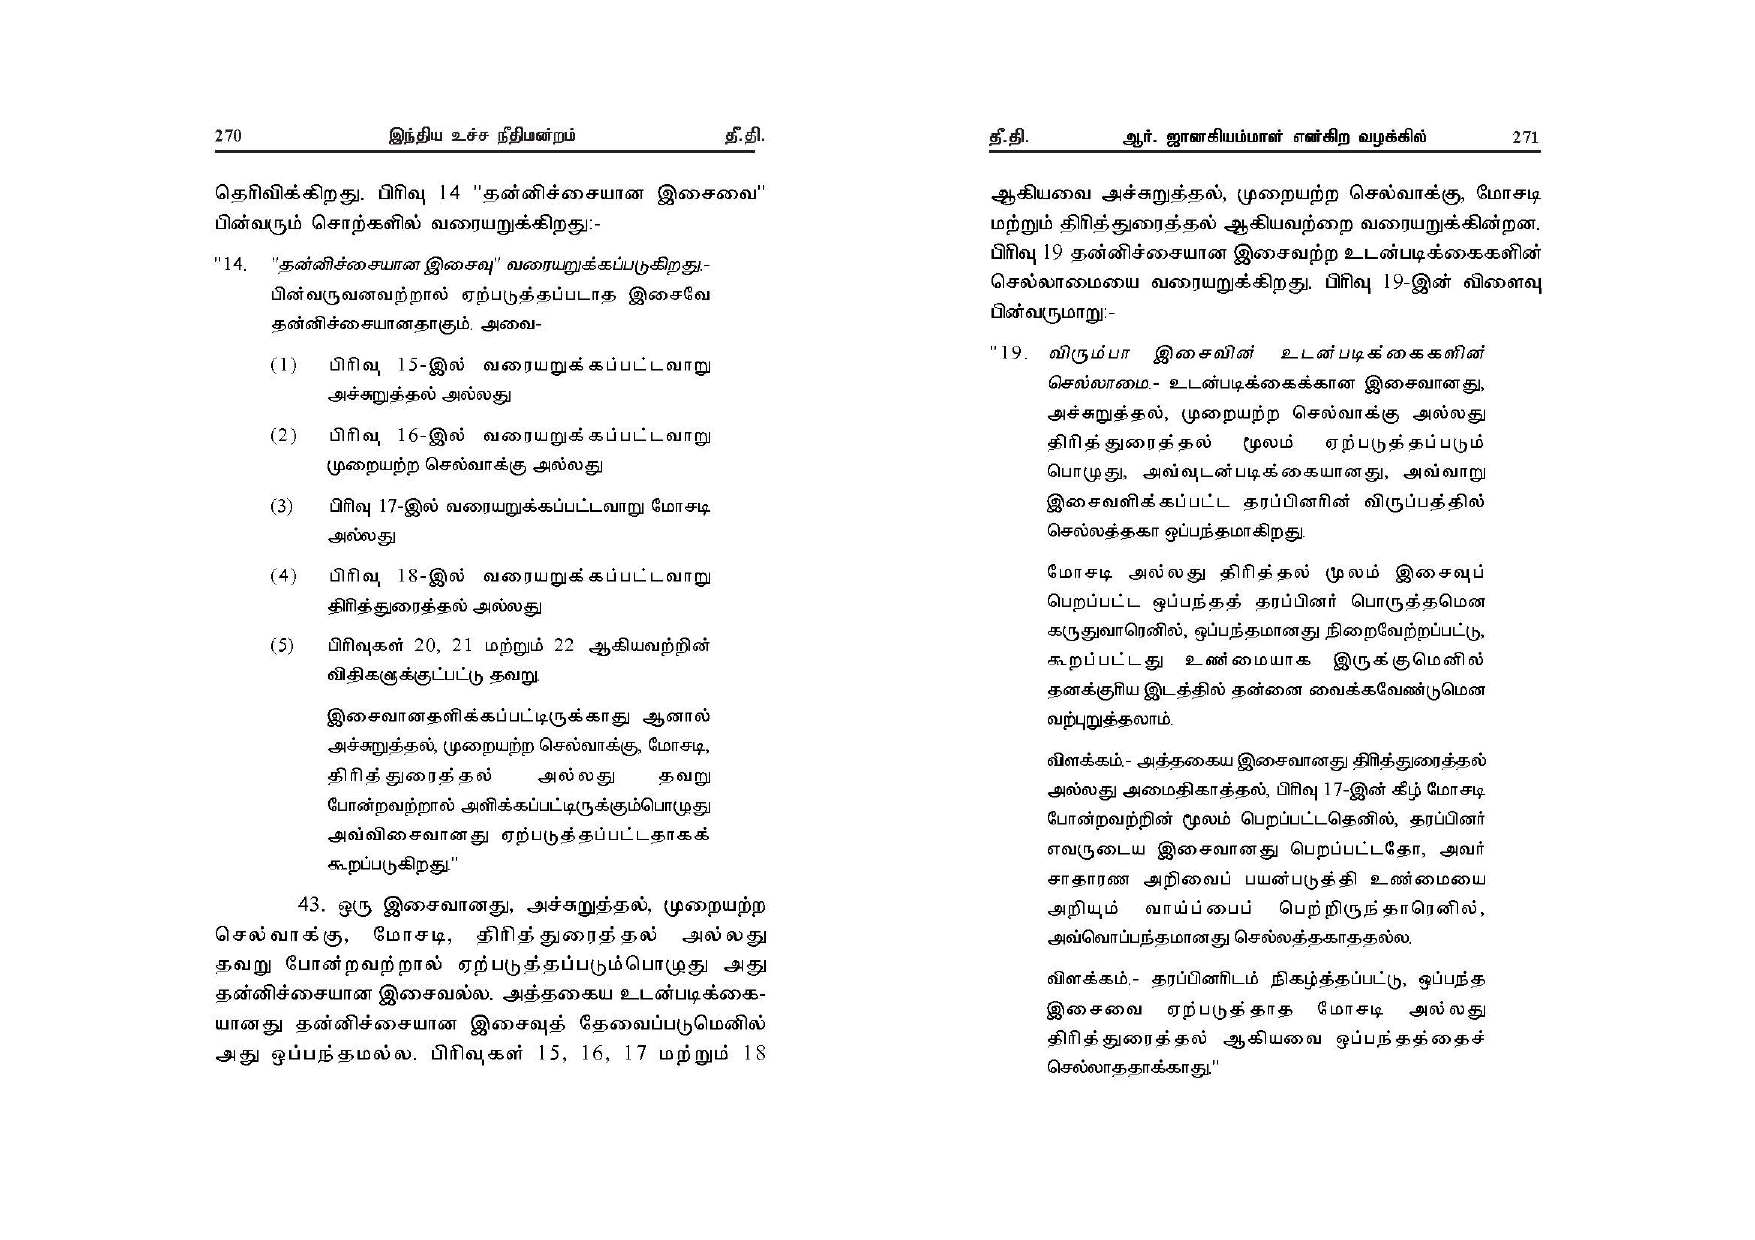 270 இந்திய உச்ச நீதிமன்றம் தீ.தி.
தெரிவிக்கிறது. பிரிவு 14 "தன்னிச்சையான இசைவை"
பின்வரும் சொற்களில் வரையறுக்கிறது:-
"14. "தன்னிச்சையான இசைவு" வரையறுக்கப்படுகிறது.-
பின்வருவனவற்றால் ஏற்படுத்தப்படாத இசைவே
தன்னிச்சையானதாகும். அவை-
(1) பிரிவு 15-இல் வரையறுக்கப்பட்டவாறு
அச்சுறுத்தல் அல்லது
(2) பிரிவு 16-இல் வரையறுக்கப்பட்டவாறு
முறையற்ற செல்வாக்கு அல்லது
(3) பிரிவு 17-இல் வரையறுக்கப்பட்டவாறு மோசடி
அல்லது
(4) பிரிவு 18-இல் வரையறுக்கப்பட்டவாறு
திரித்துரைத்தல் அல்லது
(5) பிரிவுகள் 20, 21 மற்றும் 22 ஆகியவற்றின்
விதிகளுக்குட்பட்டு தவறு.
இசைவானதளிக்கப்பட்டிருக்காது ஆனால்
அச்சுறுத்தல், முறையற்ற செல்வாக்கு, மோசடி,
திரித்துரைத்தல் அல்லது தவறு
போன்றவற்றால் அளிக்கப்பட்டிருக்கும்பொழுது
அவ்விசைவானது ஏற்படுத்தப்பட்டதாகக்
கூறப்படுகிறது."
43. ஒரு இசைவானது, அச்சுறுத்தல், முறையற்ற
செல்வாக்கு, மோசடி, திரித்துரைத்தல் அல்லது
தவறு போன்றவற்றால் ஏற்படுத்தப்படும்பொழுது அது
தன்னிச்சையான இசைவல்ல. அத்தகைய உடன்படிக்கை-
யானது தன்னிச்சையான இசைவுத் தேவைப்படுமெனில்
அது ஒப்பந்தமல்ல. பிரிவுகள் 15, 16, 17 மற்றும் 18
தீ.தி. ஆர். ஜானகியம்மாள் என்கிற வழக்கில் 271
ஆகியவை அச்சுறுத்தல், முறையற்ற செல்வாக்கு, மோசடி
மற்றும் திரித்துரைத்தல் ஆகியவற்றை வரையறுக்கின்றன.
பிரிவு 19 தன்னிச்சையான இசைவற்ற உடன்படிக்கைகளின்
செல்லாமையை வரையறுக்கிறது. பிரிவு 19-இன் விளைவு
பின்வருமாறு:-
"19. விரும்பா இசைவின் உடன்படிக்கைகளின்
செல்லாமை.- உடன்படிக்கைக்கான இசைவானது,
அச்சுறுத்தல், முறையற்ற செல்வாக்கு அல்லது
திரித்துரைத்தல் மூலம் ஏற்படுத்தப்படும்
பொழுது, அவ்வுடன்படிக்கையானது, அவ்வாறு
இசைவளிக்கப்பட்ட தரப்பினரின் விருப்பத்தில்
செல்லத்தகா ஒப்பந்தமாகிறது.
மோசடி அல்லது திரித்தல் மூலம் இசைவுப்
பெறப்பட்ட ஒப்பந்தத் தரப்பினர் பொருத்தமென
கருதுவாரெனில், ஒப்பந்தமானது நிறைவேற்றப்பட்டு,
கூறப்பட்டது உண்மையாக இருக்குமெனில்
தனக்குரிய இடத்தில் தன்னை வைக்கவேண்டுமென
வற்புறுத்தலாம்.
விளக்கம்.- அத்தகைய இசைவானது திரித்துரைத்தல்
அல்லது அமைதிகாத்தல், பிரிவு 17-இன் கீழ் மோசடி
போன்றவற்றின் மூலம் பெறப்பட்டதெனில், தரப்பினர்
எவருடைய இசைவானது பெறப்பட்டதோ, அவர்
சாதாரண அறிவைப் பயன்படுத்தி உண்மையை
அறியும் வாய்ப்பைப் பெற்றிருந்தாரெனில்,
அவ்வொப்பந்தமானது செல்லத்தகாததல்ல.
விளக்கம்.- தரப்பினரிடம் நிகழ்த்தப்பட்டு, ஒப்பந்த
இசைவை ஏற்படுத்தாத மோசடி அல்லது
திரித்துரைத்தல் ஆகியவை ஒப்பந்தத்தைச்
செல்லாததாக்காது."